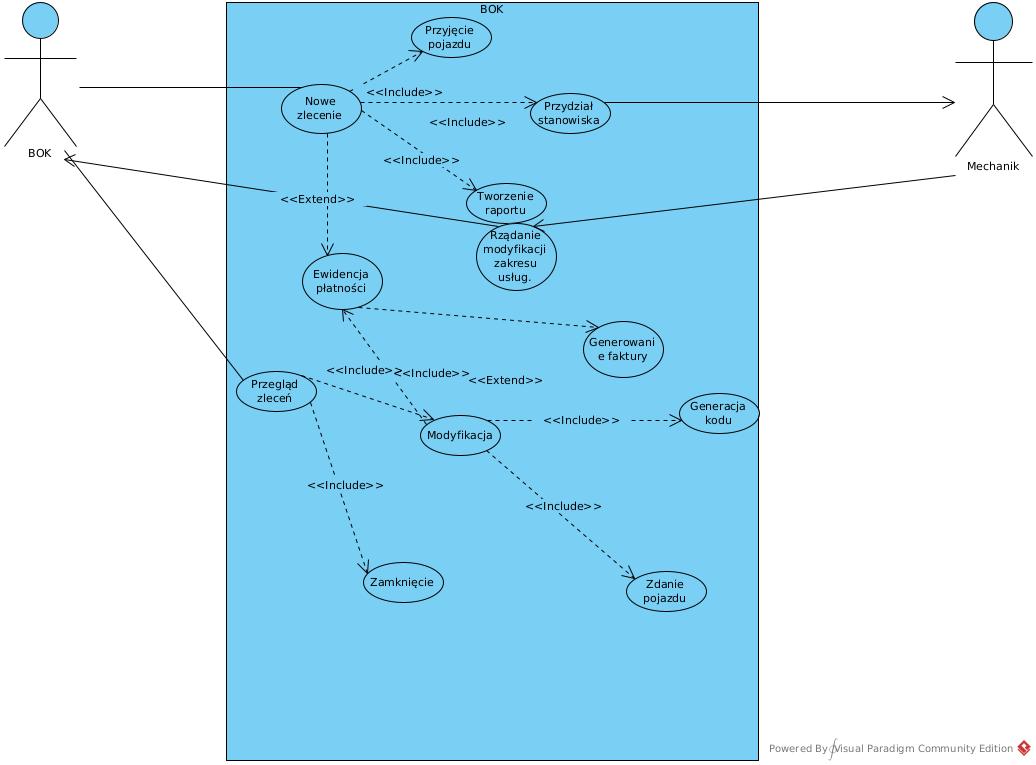 BOK
Przyjęcie
pojazdu
<<Include>>
Nowe
zlecenie
Przydział
stanowiska
<<Include>>
BOK
<<Include>>
Mechanik
<<Extend>>
Tworzenie
raportu
Rządanie
modyfikacji
zakresu
usług.
Ewidencja
płatności
Generowani
e faktury
<<Include>>
<<Include>>
<<Extend>>
Przegląd
zleceń
Generacja
kodu
<<Include>>
Modyfikacja
<<Include>>
<<Include>>
Zamknięcie
Zdanie
pojazdu
Powered By Visual Paradigm Community Edition